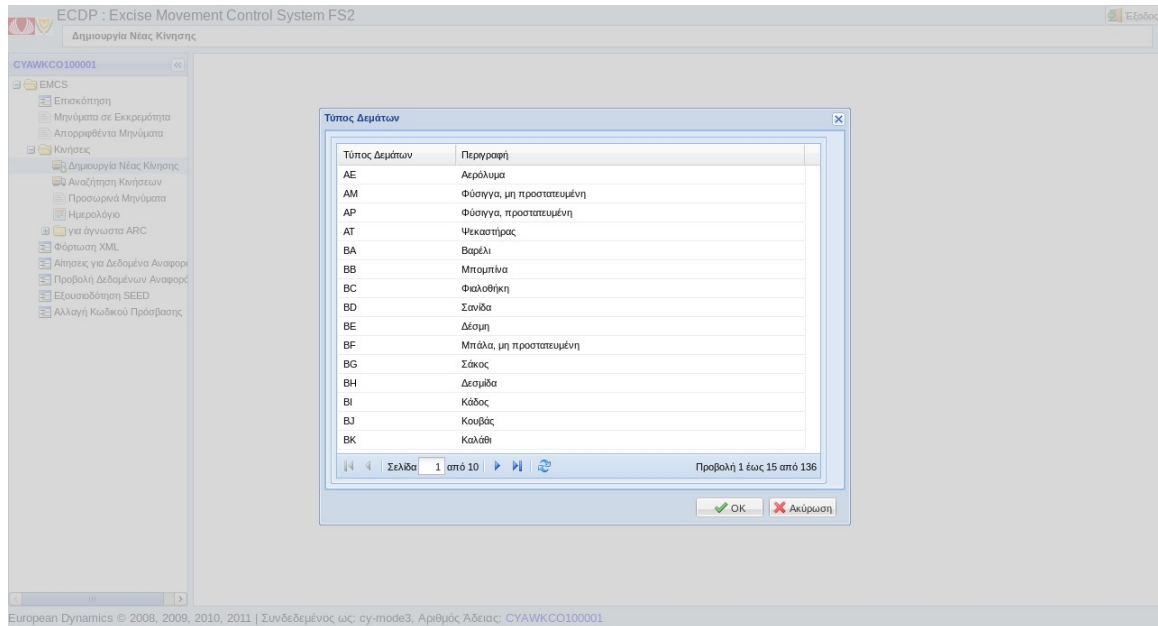 ECDP : Excise Movement Control System FS2
Έξοδος
Δημιουργία Νέας Κίνησης
CYAWKCO100001
EMCS
Επισκόπηση
Μηνύματα σε Εκκρεμότητα
Απορριφθέντα Μηνύματα
Κινήσεις
Δημιουργία Νέας Κίνησης
Αναζήτηση Κινήσεων
Προσωρινά Μηνύματα
Ημερολόγιο
για άγνωστα ARC
Φόρτωση XML
Αίτησεις για Δεδομένα Αναφορ
Προβολή Δεδομένων Αναφορ
Εξουσιοδότηση SEED
Αλλαγή Κωδικού Πρόσβασης
Τύπος Δεμάτων
Τύπος Δεμάτων Περιγραφή
AE Αερόλυμα
AM Φύσιγγα, μη προστατευμένη
AP Φύσιγγα, προστατευμένη
AT Ψεκαστήρας
BA Βαρέλι
BB Μπομπίνα
BC Φιαλοθήκη
BD Σανίδα
BE Δέσμη
BF Μπάλα, μη προστατευμένη
BG Σάκος
BH Δεσμίδα
BI Κάδος
BJ Κουβάς
BK Καλάθι
Σελίδα 1 από 10 Προβολή 1 έως 15 από 136
OK Ακύρωση
European Dynamics © 2008, 2009, 2010, 2011 | Συνδεδεμένος ως: cy-mode3, Αριθμός Άδειας: CYAWKCO100001